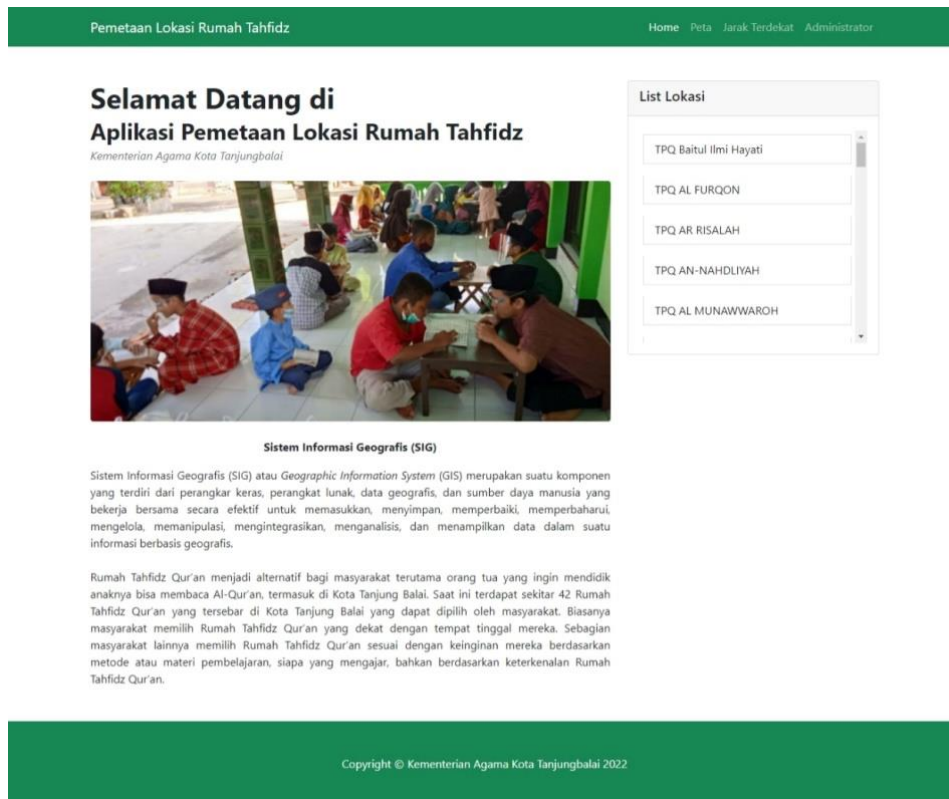 Pemetaan Lokasi Rumah Tahfidz
Home Peta Jarak Terdekat Administrator
Selamat Datang di
Aplikasi Pemetaan Lokasi Rumah Tahfidz
Kementerian Agama Kota Tanjungbalai
List Lokasi
TPQ Baitul Ilmi Hayati
TPQ AL FURQON
TPQ AR RISALAH
TPQ AN-NAHDLIYAH
TPQ AL MUNAWWAROH
Sistem Informasi Geografis (SIG)
Sistem Informasi Geografis (SIG) atau Geographic Information System (GIS) merupakan suatu komponen
yang terdiri dari perangkar keras, perangkat lunak, data geografis, dan sumber daya manusia yang
bekerja bersama secara efektif untuk memasukkan, menyimpan, memperbaiki, memperbaharui,
mengelola, memanipulasi, mengintegrasikan, menganalisis, dan menampilkan data dalam suatu
informasi berbasis geografis.
Rumah Tahfidz Qur'an menjadi alternatif bagi masyarakat terutama orang tua yang ingin mendidik
anaknya bisa membaca Al-Qur'an, termasuk di Kota Tanjung Balai. Saat ini terdapat sekitar 42 Rumah
Tahfidz Qur'an yang tersebar di Kota Tanjung Balai yang dapat dipilih oleh masyarakat. Biasanya
masyarakat memilih Rumah Tahfidz Qur'an yang dekat dengan tempat tinggal mereka. Sebagian
masyarakat lainnya memilih Rumah Tahfidz Qur'an sesuai dengan keinginan mereka berdasarkan
metode atau materi pembelajaran, siapa yang mengajar, bahkan berdasarkan keterkenalan Rumah
Tahfidz Qur'an.
Copyright © Kementerian Agama Kota Tanjungbalai 2022